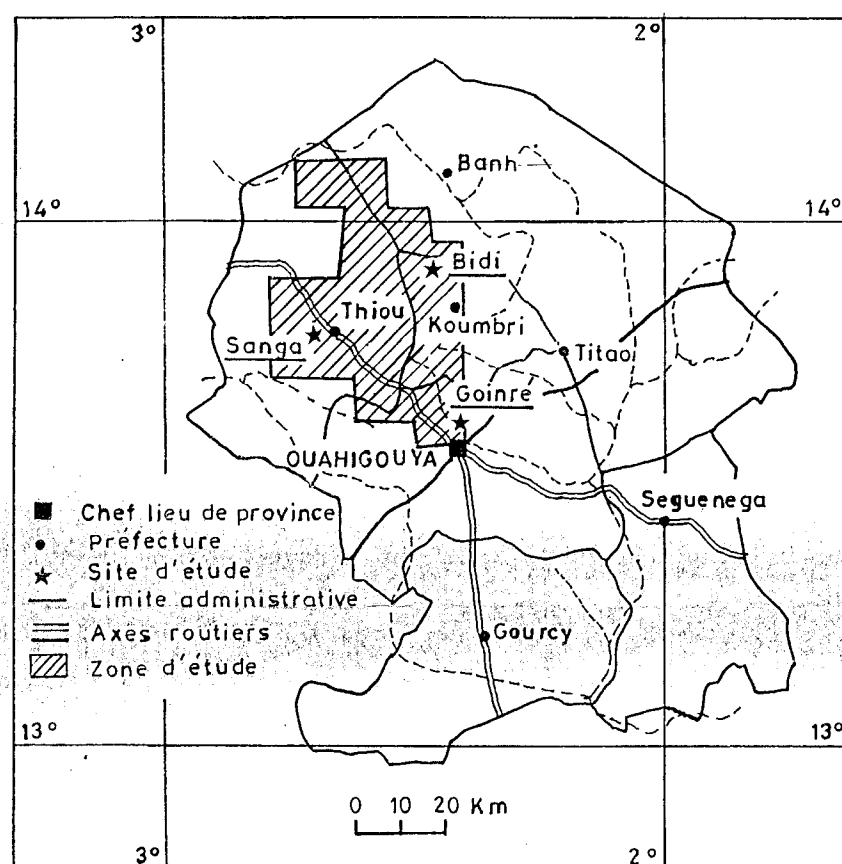 3°
2°
Banh
14°
14°
Bidi
Thiou
Koumbri
Sanga
Titao
Goinre
OUAHIGOUYA
Seguenega
Chef lieu de province
Préfecture
Site d'étude
Limite administrative
Axes routiers
Gourcy
Zone d'étude
13°
13°
0 10 20 Km
3°
2°